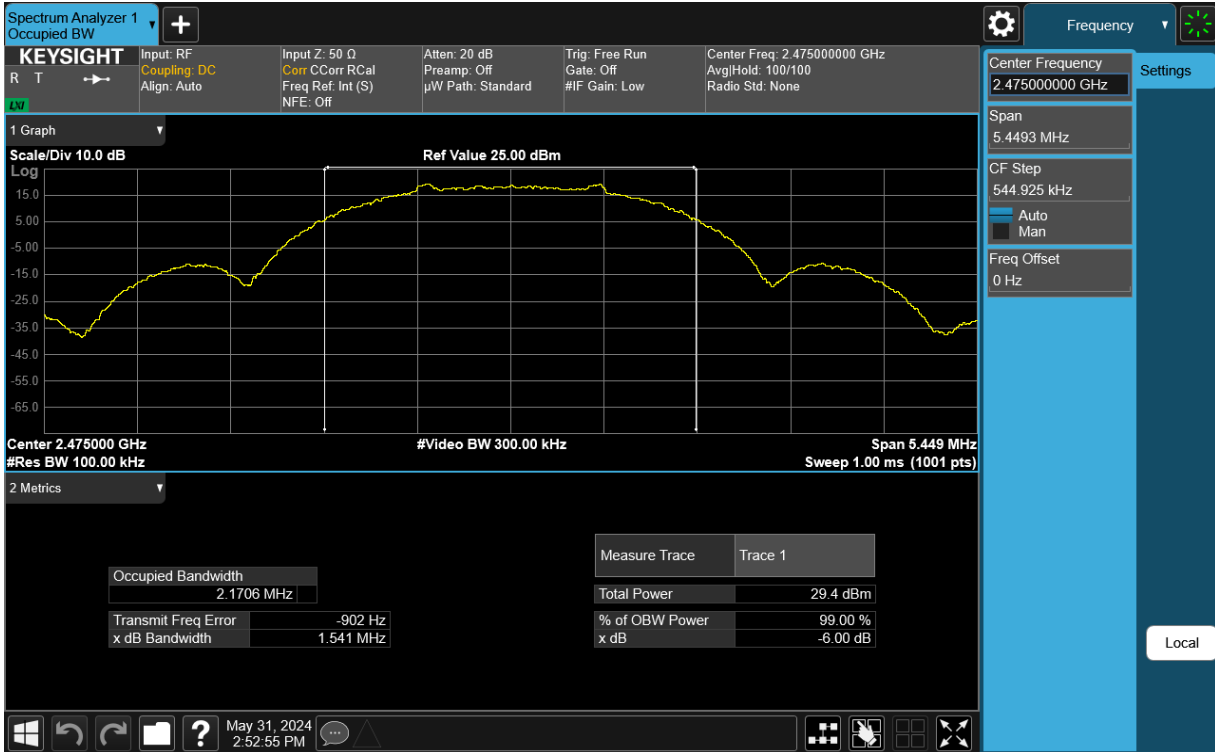 Spectrum Analyzer 1
Occupied BW
+
Frequency
KEYSIGHT
R T
LXI
Input: RF
Coupling: DC
Align: Auto
Input Z: 50 Ω
Corr CCorr RCal
Freq Ref: Int (S)
NFE: Off
Atten: 20 dB
Preamp: Off
µW Path: Standard
Trig: Free Run
Gate: Off
#IF Gain: Low
Center Freq: 2.475000000 GHz
Avg|Hold: 100/100
Radio Std: None
Center Frequency
2.475000000 GHz
Settings
Span
5.4493 MHz
CF Step
544.925 kHz
Auto
Man
Freq Offset
0 Hz
Local
1 Graph
Scale/Div 10.0 dB
Ref Value 25.00 dBm
Log
15.0
5.00
-5.00
-15.0
-25.0
-35.0
-45.0
-55.0
-65.0
Center 2.475000 GHz
#Video BW 300.00 kHz
Span 5.449 MHz
#Res BW 100.00 kHz
Sweep 1.00 ms (1001 pts)
2 Metrics
Measure Trace Trace 1
Occupied Bandwidth
2.1706 MHz
Total Power 29.4 dBm
Transmit Freq Error -902 Hz
% of OBW Power 99.00 %
x dB Bandwidth 1.541 MHz
x dB -6.00 dB
?
May 31, 2024
2:52:55 PM